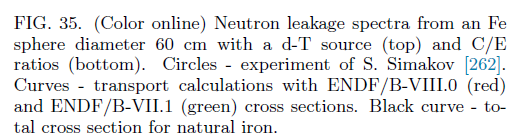 FIG. 35. (Color online) Neutron leakage spectra from an Fe
sphere diameter 60 cm with a d-T source (top) and C/E
ratios (bottom). Circles - experiment of S. Simakov [262].
Curves - transport calculations with ENDF/B-VIII.0 (red)
and ENDF/B-VII.1 (green) cross sections. Black curve - to-
tal cross section for natural iron.